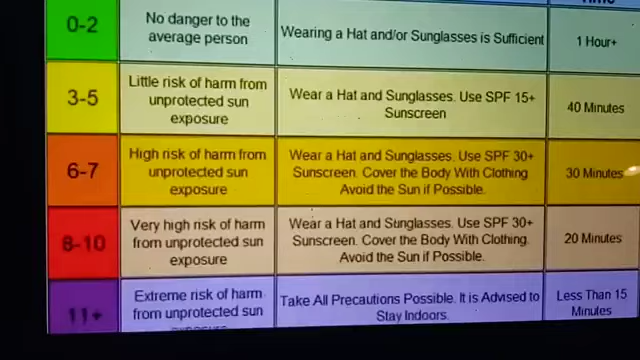 0-2
No danger to the
average person
Wearing a Hat and/or Sunglasses is Sufficient
1 Hour+
3-5
Little risk of harm from
unprotected sun
exposure
Wear a Hat and Sunglasses. Use SPF 15+
Sunscreen
40 Minutes
6-7
High risk of harm from
unprotected sun
exposure
Wear a Hat and Sunglasses. Use SPF 30+
Sunscreen. Cover the Body With Clothing
Avoid the Sun if Possible.
30 Minutes
8-10
Very high risk of harm
from unprotected sun
exposure
Wear a Hat and Sunglasses. Use SPF 30+
Sunscreen. Cover the Body With Clothing.
Avoid the Sun if Possible.
20 Minutes
11+
Extreme risk of harm
from unprotected sun
Take All Precautions Possible. It is Advised to
Stay Indoors.
Less Than 15
Minutes